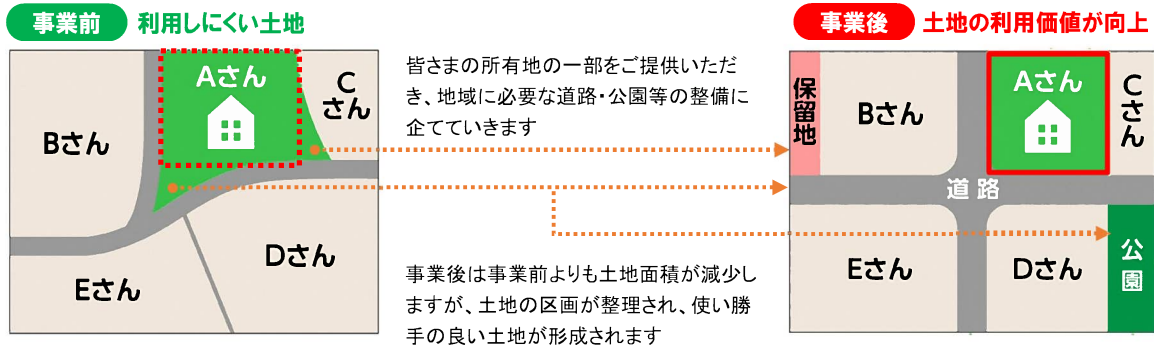 事業前 利用しにくい土地
Aさん
C
さん
Bさん
Dさん
Eさん
皆さまの所有地の一部をご提供いただ
き、地域に必要な道路・公園等の整備に
企てていきます
事業後は事業前よりも土地面積が減少し
ますが、土地の区画が整理され、使い勝
手の良い土地が形成されます
事業後 土地の利用価値が向上
保留地
Bさん
Aさん
Cさん
道路
Eさん
Dさん
公園